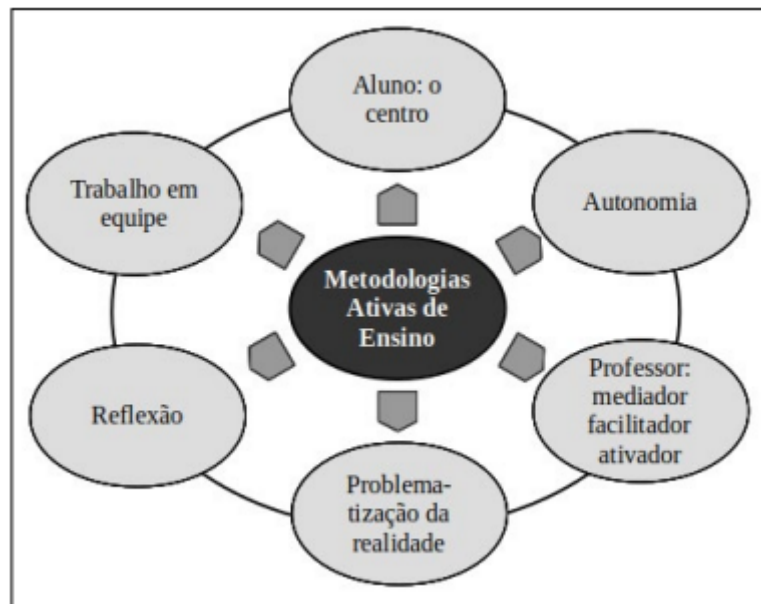 Aluno: o
centro
Trabalho em
equipe
Autonomia
Metodologias
Ativas de
Ensino
Professor:
mediador
facilitador
ativador
Reflexão
Problema-
tização da
realidade